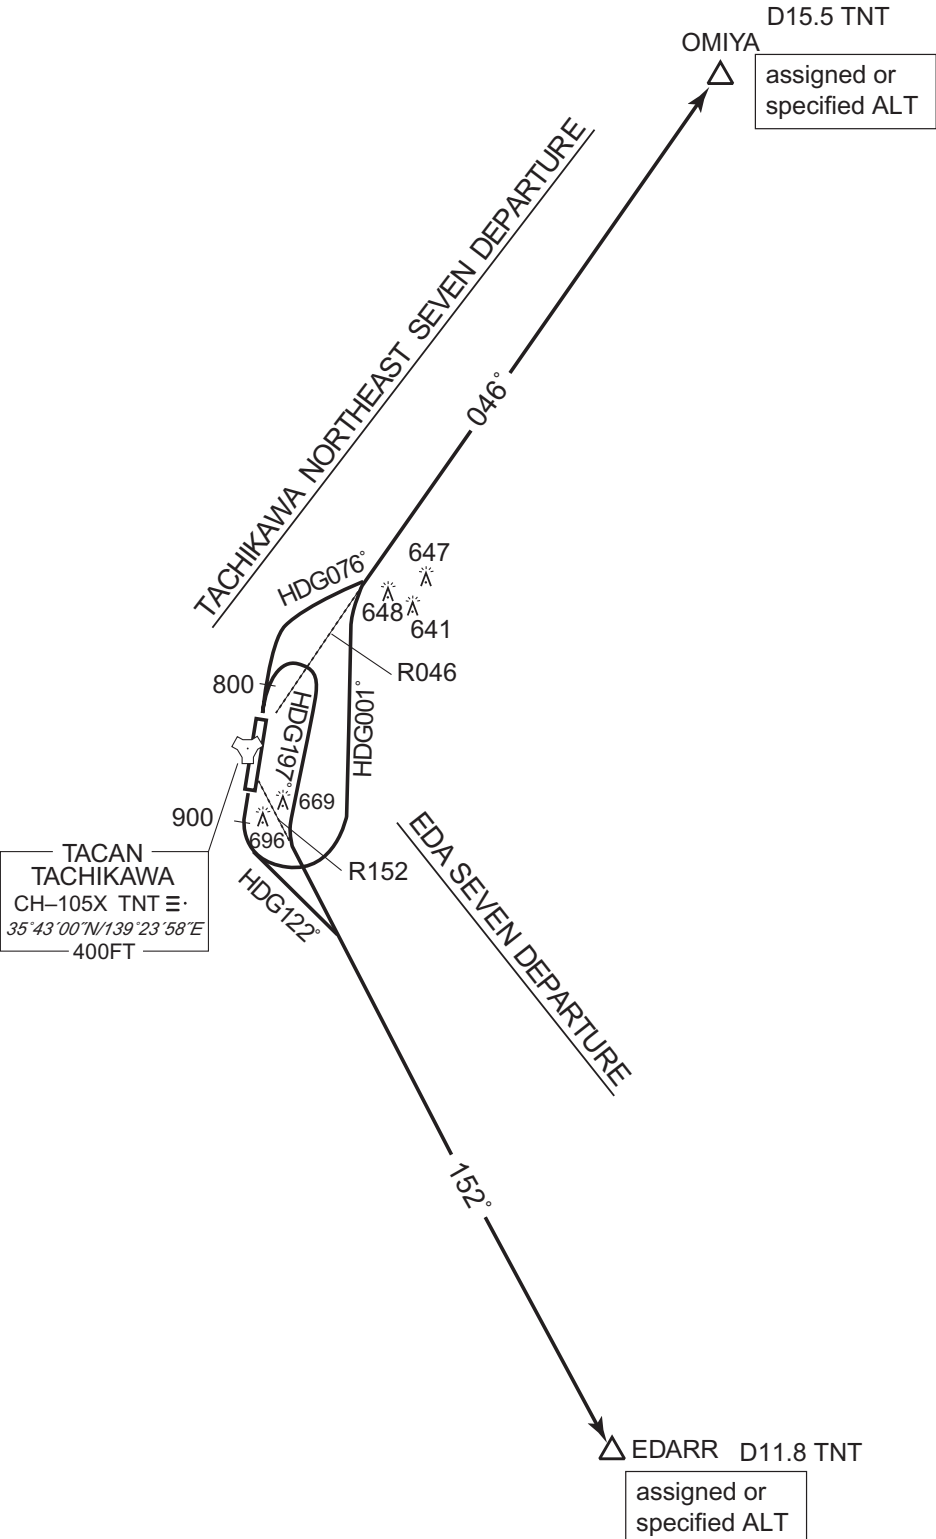 D15.5 TNT
OMIYA
assigned or
specified ALT
TACHIKAWA NORTHEAST SEVEN DEPARTURE
046°
647
HDG076°
648
641
R046
800
HDG197°
HDG001°
669
900
696
EDA SEVEN DEPARTURE
TACAN
TACHIKAWA
CH–105X TNT
35°43′00″N/139°23′58″E
400FT
R152
HDG122°
152°
EDARR D11.8 TNT
assigned or
specified ALT